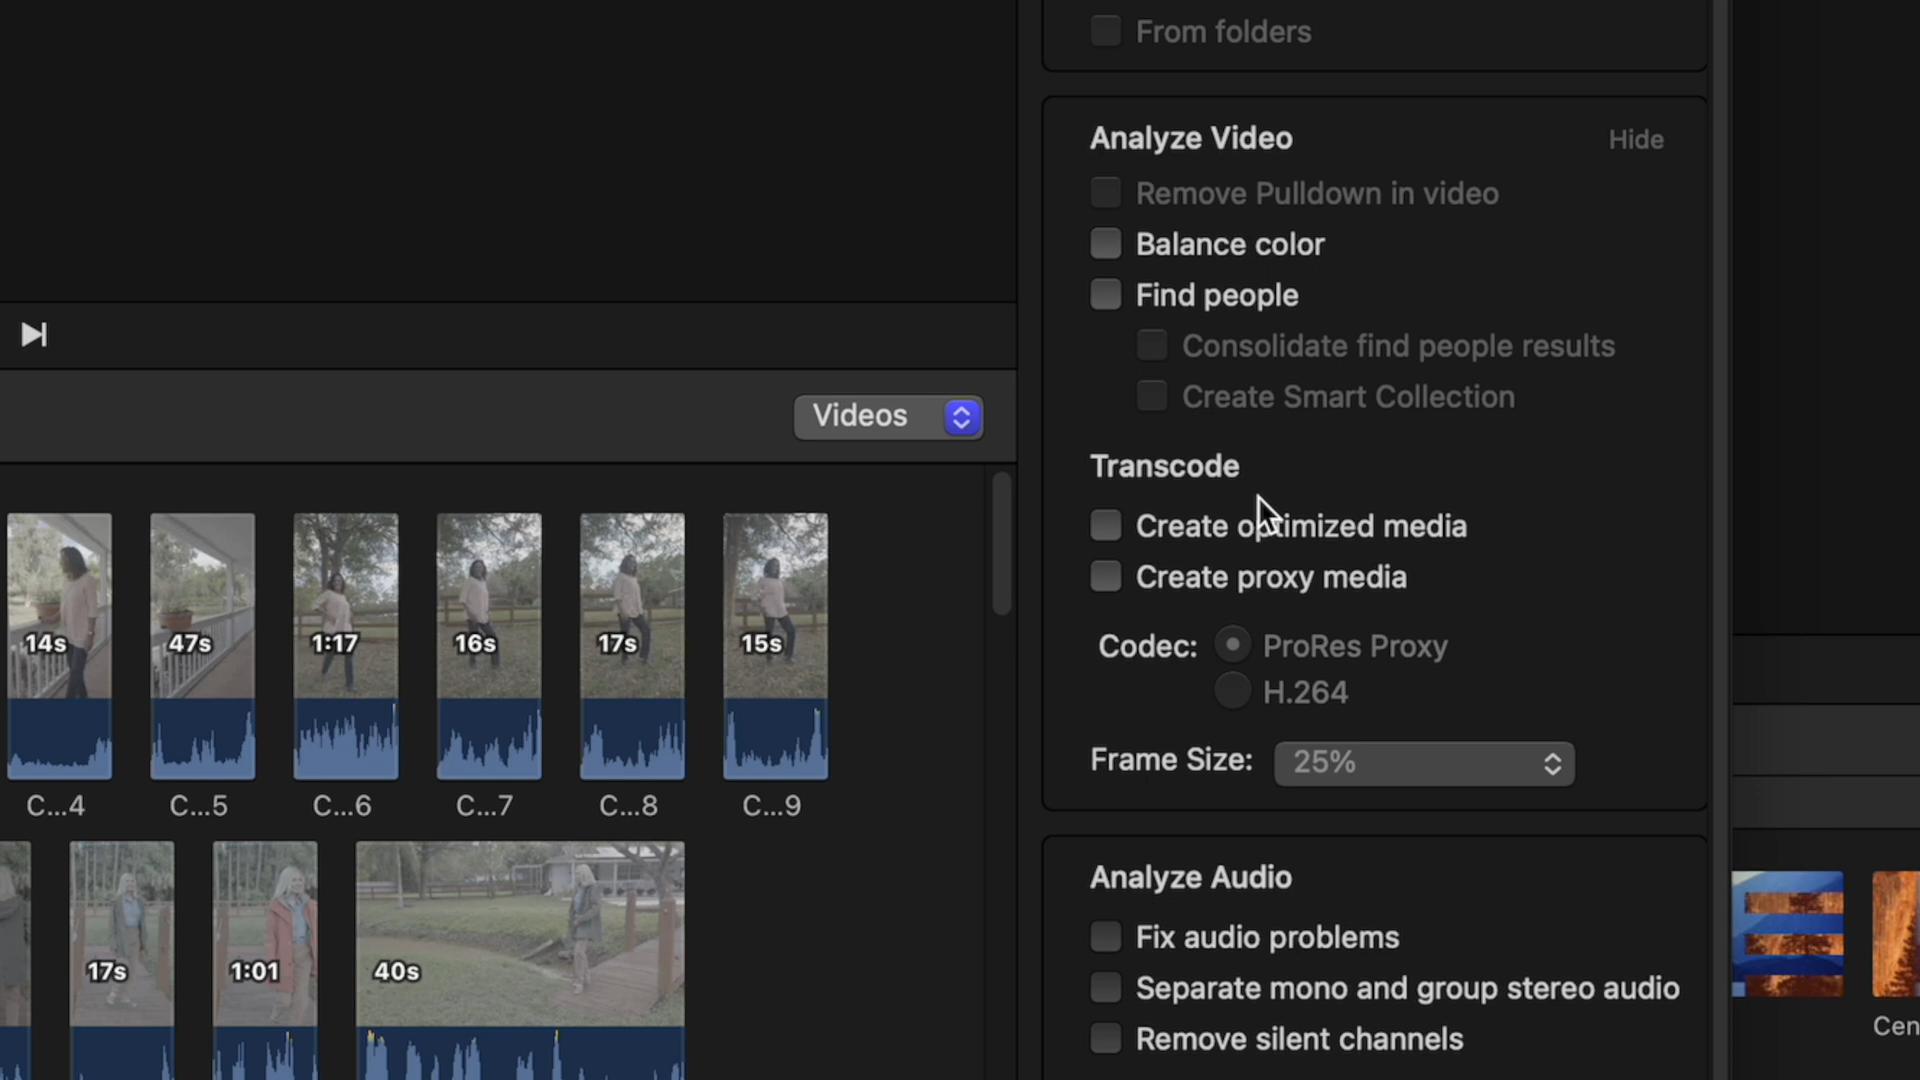 From folders
Analyze Video
Hide
Remove Pulldown in video
Balance color
Find people
Consolidate find people results
Create Smart Collection
Videos
Transcode
Create optimized media
Create proxy media
Codec:
ProRes Proxy
H.264
Frame Size:
25%
14s
47s
1:17
16s
17s
15s
C...4
C...5
C...6
C...7
C...8
C...9
Analyze Audio
Fix audio problems
Separate mono and group stereo audio
Remove silent channels
17s
1:01
40s
Cen